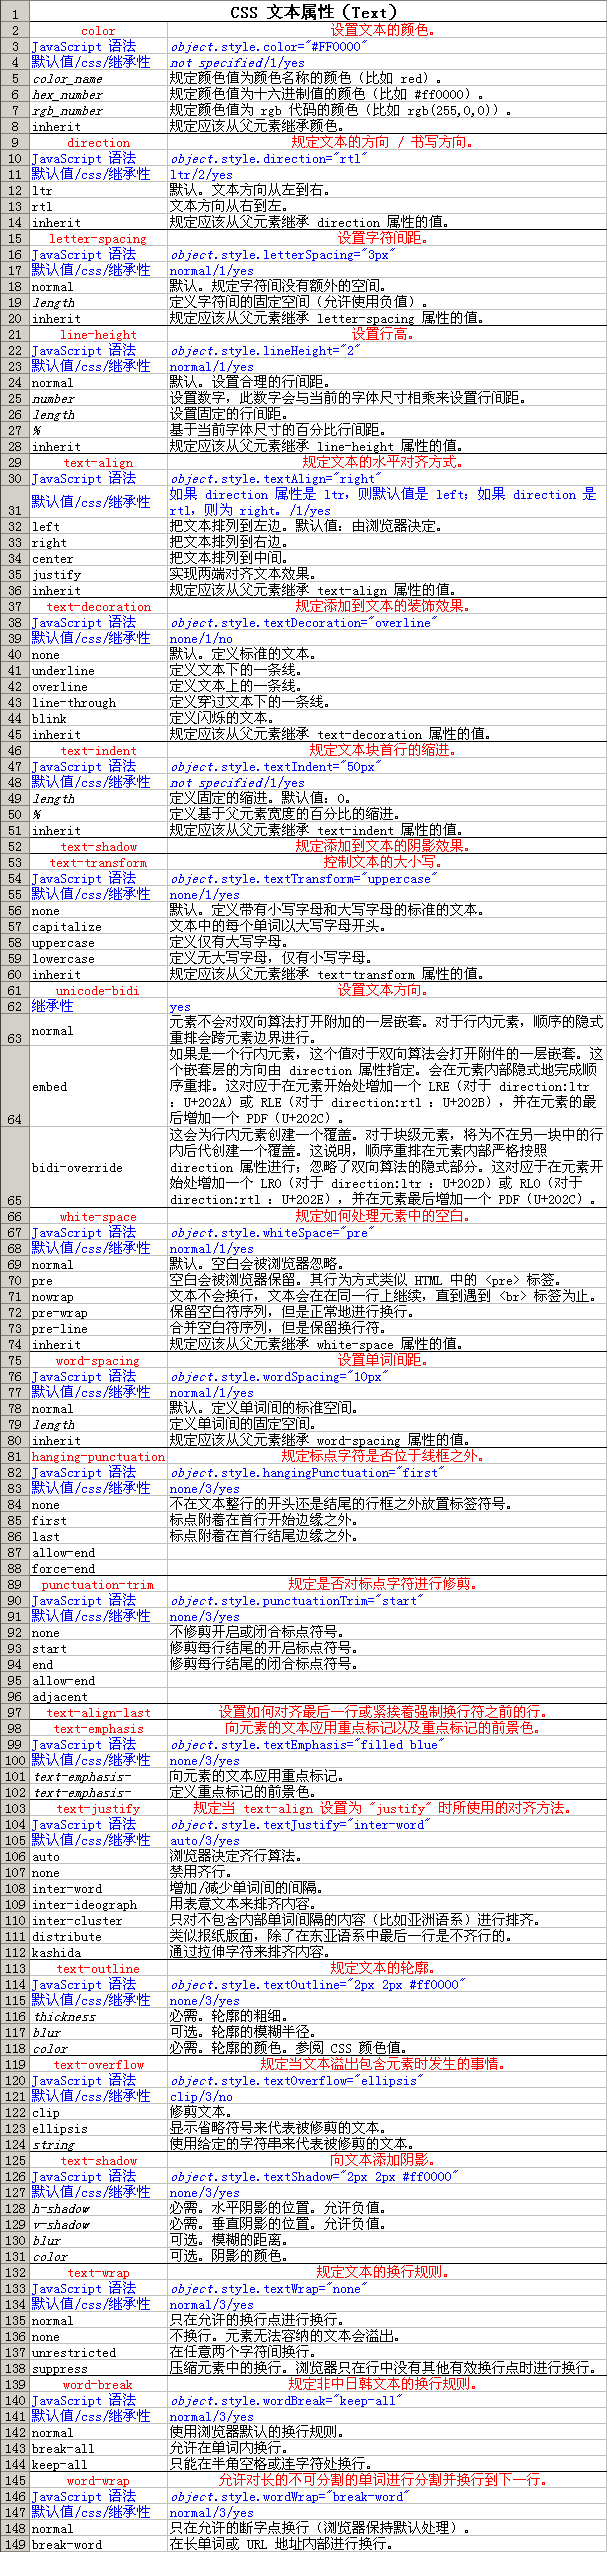 1 CSS 文本属性（Text）
2 color 设置文本的颜色。
3 JavaScript 语法 object.style.color="#FF0000"
4 默认值/css/继承性 not specified/1/yes
5 color_name 规定颜色值为颜色名称的颜色（比如 red）。
6 hex_number 规定颜色值为十六进制值的颜色（比如 #ff0000）。
7 rgb_number 规定颜色值为 rgb 代码的颜色（比如 rgb(255,0,0)）。
8 inherit 规定应该从父元素继承颜色。
9 direction 规定文本的方向 / 书写方向。
10 JavaScript 语法 object.style.direction="rtl"
11 默认值/css/继承性 ltr/2/yes
12 ltr 默认。文本方向从左到右。
13 rtl 文本方向从右到左。
14 inherit 规定应该从父元素继承 direction 属性的值。
15 letter-spacing 设置字符间距。
16 JavaScript 语法 object.style.letterSpacing="3px"
17 默认值/css/继承性 normal/1/yes
18 normal 默认。规定字符间没有额外的空间。
19 length 定义字符间的固定空间（允许使用负值）。
20 inherit 规定应该从父元素继承 letter-spacing 属性的值。
21 line-height 设置行高。
22 JavaScript 语法 object.style.lineHeight="2"
23 默认值/css/继承性 normal/1/yes
24 normal 默认。设置合理的行间距。
25 number 设置数字，此数字会与当前的字体尺寸相乘来设置行间距。
26 length 设置固定的行间距。
27 % 基于当前字体尺寸的百分比行间距。
28 inherit 规定应该从父元素继承 line-height 属性的值。
29 text-align 规定文本的水平对齐方式。
30 JavaScript 语法 object.style.textAlign="right"
31 默认值/css/继承性 如果 direction 属性是 ltr，则默认值是 left；如果 direction 是
rtl，则为 right。/1/yes
32 left 把文本排列到左边。默认值：由浏览器决定。
33 right 把文本排列到右边。
34 center 把文本排列到中间。
35 justify 实现两端对齐文本效果。
36 inherit 规定应该从父元素继承 text-align 属性的值。
37 text-decoration 规定添加到文本的装饰效果。
38 JavaScript 语法 object.style.textDecoration="overline"
39 默认值/css/继承性 none/1/no
40 none 默认。定义标准的文本。
41 underline 定义文本下的一条线。
42 overline 定义文本上的一条线。
43 line-through 定义穿过文本下的一条线。
44 blink 定义闪烁的文本。
45 inherit 规定应该从父元素继承 text-decoration 属性的值。
46 text-indent 规定文本块首行的缩进。
47 JavaScript 语法 object.style.textIndent="50px"
48 默认值/css/继承性 not specified/1/yes
49 length 定义固定的缩进。默认值：0。
50 % 定义基于父元素宽度的百分比的缩进。
51 inherit 规定应该从父元素继承 text-indent 属性的值。
52 text-shadow 规定添加到文本的阴影效果。
53 text-transform 控制文本的大小写。
54 JavaScript 语法 object.style.textTransform="uppercase"
55 默认值/css/继承性 none/1/yes
56 none 默认。定义带有小写字母和大写字母的标准的文本。
57 capitalize 文本中的每个单词以大写字母开头。
58 uppercase 定义仅有大写字母。
59 lowercase 定义无大写字母，仅有小写字母。
60 inherit 规定应该从父元素继承 text-transform 属性的值。
61 unicode-bidi 设置文本方向。
62 继承性 yes
63 normal 元素不会对双向算法打开附加的一层嵌套。对于行内元素，顺序的隐式
重排会跨元素边界进行。
64 embed 如果是一个行内元素，这个值对于双向算法会打开附件的一层嵌套。这
个嵌套层的方向由 direction 属性指定。会在元素内部隐式地完成顺
序重排。这对应于在元素开始处增加一个 LRE（对于 direction:ltr
；U+202A）或 RLE（对于 direction:rtl ；U+202B），并在元素的最
后增加一个 PDF（U+202C）。
65 bidi-override 这会为行内元素创建一个覆盖。对于块级元素，将为不在另一块中的行
内后代创建一个覆盖。这说明，顺序重排在元素内部严格按照
direction 属性进行；忽略了双向算法的隐式部分。这对应于在元素开
始处增加一个 LRO（对于 direction:ltr ；U+202D）或 RLO（对于
direction:rtl ；U+202E），并在元素最后增加一个 PDF（U+202C）。
66 white-space 规定如何处理元素中的空白。
67 JavaScript 语法 object.style.whiteSpace="pre"
68 默认值/css/继承性 normal/1/yes
69 normal 默认。空白会被浏览器忽略。
70 pre 空白会被浏览器保留。其行为方式类似 HTML 中的 <pre> 标签。
71 nowrap 文本不会换行，文本会在在同一行上继续，直到遇到 <br> 标签为止。
72 pre-wrap 保留空白符序列，但是正常地进行换行。
73 pre-line 合并空白符序列，但是保留换行符。
74 inherit 规定应该从父元素继承 white-space 属性的值。
75 word-spacing 设置单词间距。
76 JavaScript 语法 object.style.wordSpacing="10px"
77 默认值/css/继承性 normal/1/yes
78 normal 默认。定义单词间的标准空间。
79 length 定义单词间的固定空间。
80 inherit 规定应该从父元素继承 word-spacing 属性的值。
81 hanging-punctuation 规定标点字符是否位于线框之外。
82 JavaScript 语法 object.style.hangingPunctuation="first"
83 默认值/css/继承性 none/3/yes
84 none 不在文本整行的开头还是结尾的行框之外放置标签符号。
85 first 标点附着在首行开始边缘之外。
86 last 标点附着在首行结尾边缘之外。
87 allow-end
88 force-end
89 punctuation-trim 规定是否对标点字符进行修剪。
90 JavaScript 语法 object.style.punctuationTrim="start"
91 默认值/css/继承性 none/3/yes
92 none 不修剪开启或闭合标点符号。
93 start 修剪每行结尾的开启标点符号。
94 end 修剪每行结尾的闭合标点符号。
95 allow-end
96 adjacent
97 text-align-last 设置如何对齐最后一行或紧挨着强制换行符之前的行。
98 text-emphasis 向元素的文本应用重点标记以及重点标记的前景色。
99 JavaScript 语法 object.style.textEmphasis="filled blue"
100 默认值/css/继承性 none/3/yes
101 text-emphasis- 向元素的文本应用重点标记。
102 text-emphasis- 定义重点标记的前景色。
103 text-justify 规定当 text-align 设置为 "justify" 时所使用的对齐方法。
104 JavaScript 语法 object.style.textJustify="inter-word"
105 默认值/css/继承性 auto/3/yes
106 auto 浏览器决定齐行算法。
107 none 禁用齐行。
108 inter-word 增加/减少单词间的间隔。
109 inter-ideograph 用表意文本来排齐内容。
110 inter-cluster 只对不包含内部单词间隔的内容（比如亚洲语系）进行排齐。
111 distribute 类似报纸版面，除了在东亚语系中最后一行是不齐行的。
112 kashida 通过拉伸字符来排齐内容。
113 text-outline 规定文本的轮廓。
114 JavaScript 语法 object.style.textOutline="2px 2px #ff0000"
115 默认值/css/继承性 none/3/yes
116 thickness 必需。轮廓的粗细。
117 blur 可选。轮廓的模糊半径。
118 color 必需。轮廓的颜色。参阅 CSS 颜色值。
119 text-overflow 规定当文本溢出包含元素时发生的事情。
120 JavaScript 语法 object.style.textOverflow="ellipsis"
121 默认值/css/继承性 clip/3/no
122 clip 修剪文本。
123 ellipsis 显示省略符号来代表被修剪的文本。
124 string 使用给定的字符串来代表被修剪的文本。
125 text-shadow 向文本添加阴影。
126 JavaScript 语法 object.style.textShadow="2px 2px #ff0000"
127 默认值/css/继承性 none/3/yes
128 h-shadow 必需。水平阴影的位置。允许负值。
129 v-shadow 必需。垂直阴影的位置。允许负值。
130 blur 可选。模糊的距离。
131 color 可选。阴影的颜色。
132 text-wrap 规定文本的换行规则。
133 JavaScript 语法 object.style.textWrap="none"
134 默认值/css/继承性 normal/3/yes
135 normal 只在允许的换行点进行换行。
136 none 不换行。元素无法容纳的文本会溢出。
137 unrestricted 在任意两个字符间换行。
138 suppress 压缩元素中的换行。浏览器只在行中没有其他有效换行点时进行换行。
139 word-break 规定非中日韩文本的换行规则。
140 JavaScript 语法 object.style.wordBreak="keep-all"
141 默认值/css/继承性 normal/3/yes
142 normal 使用浏览器默认的换行规则。
143 break-all 允许在单词内换行。
144 keep-all 只能在半角空格或连字符处换行。
145 word-wrap 允许对长的不可分割的单词进行分割并换行到下一行。
146 JavaScript 语法 object.style.wordWrap="break-word"
147 默认值/css/继承性 normal/3/yes
148 normal 只在允许的断字点换行（浏览器保持默认处理）。
149 break-word 在长单词或 URL 地址内部进行换行。